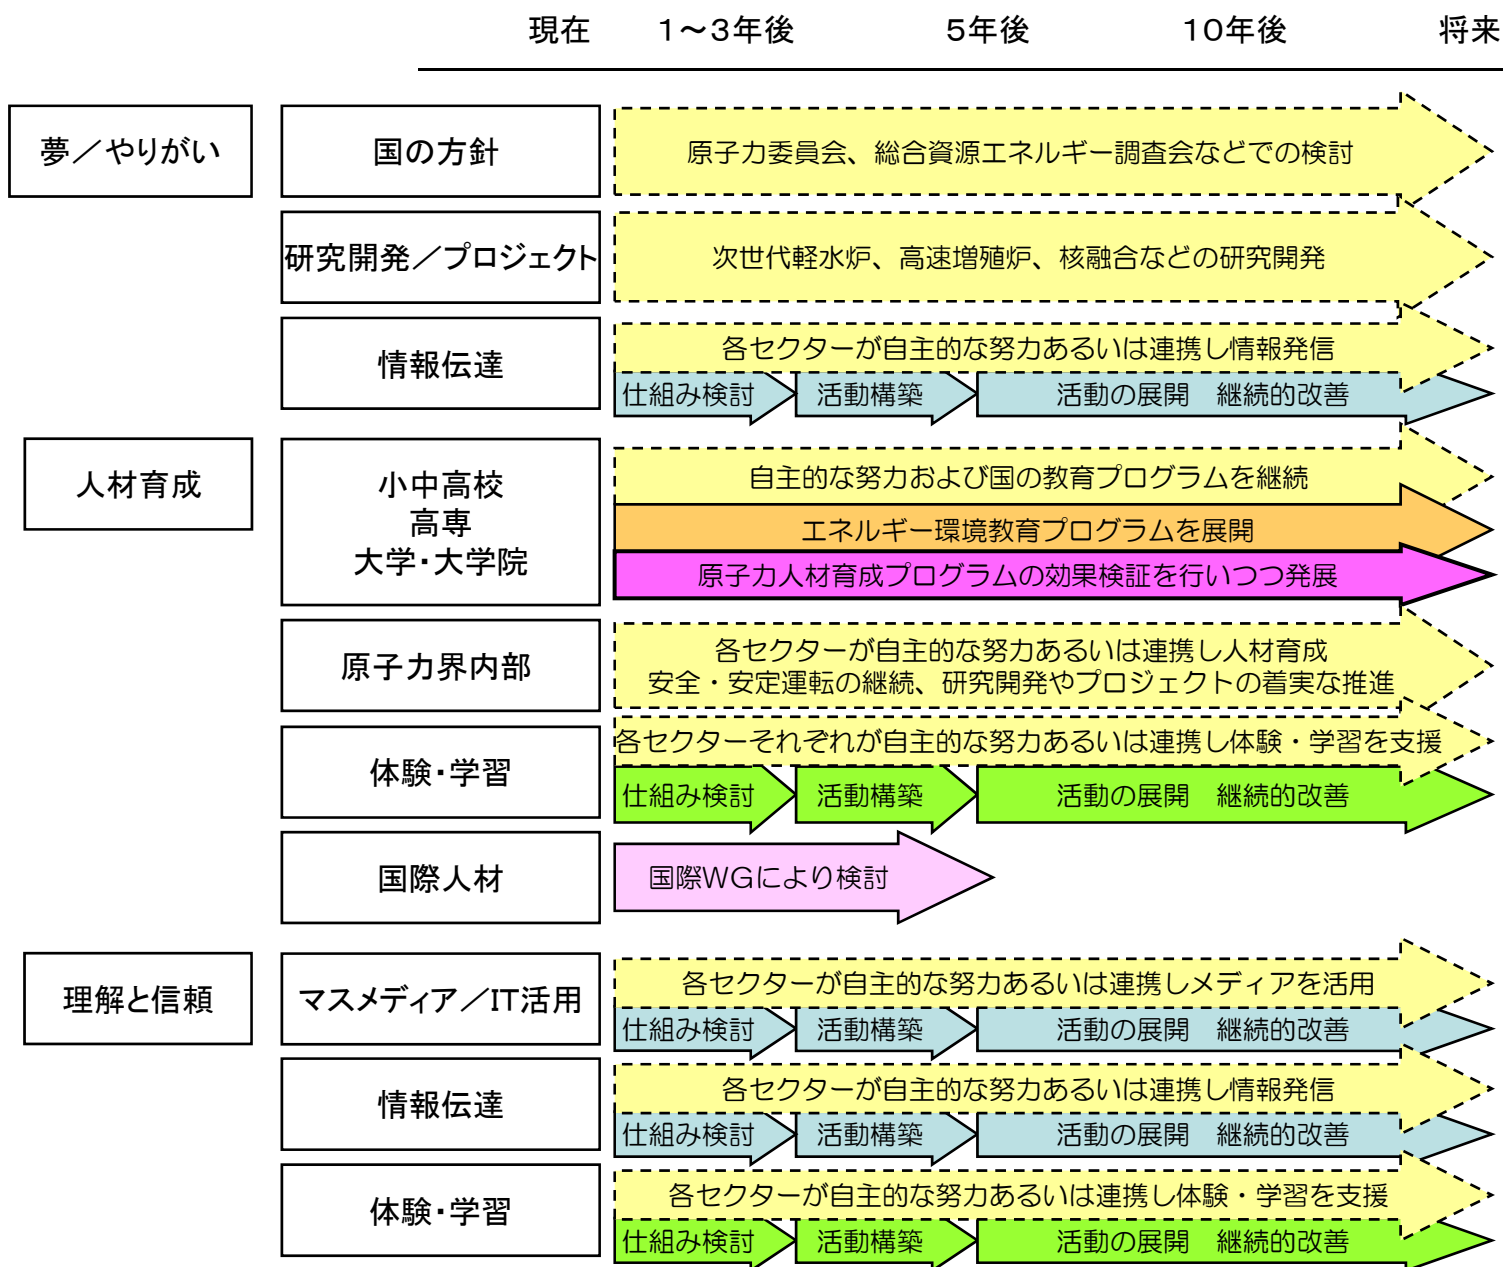 現在　1～3年後　5年後　10年後　将来
夢／やりがい
国の方針
原子力委員会、総合資源エネルギー調査会などでの検討
研究開発／プロジェクト
次世代軽水炉、高速増殖炉、核融合などの研究開発
情報伝達
各セクターが自主的な努力あるいは連携し情報発信
仕組み検討　活動構築　活動の展開　継続的改善
人材育成
小中高校
高専
大学・大学院
自主的な努力および国の教育プログラムを継続
エネルギー環境教育プログラムを展開
原子力人材育成プログラムの効果検証を行いつつ発展
原子力界内部
各セクターが自主的な努力あるいは連携し人材育成
安全・安定運転の継続、研究開発やプロジェクトの着実な推進
体験・学習
各セクターそれぞれが自主的な努力あるいは連携し体験・学習を支援
仕組み検討　活動構築　活動の展開　継続的改善
国際人材
国際WGにより検討
理解と信頼
マスメディア／IT活用
各セクターが自主的な努力あるいは連携しメディアを活用
仕組み検討　活動構築　活動の展開　継続的改善
情報伝達
各セクターが自主的な努力あるいは連携し情報発信
仕組み検討　活動構築　活動の展開　継続的改善
体験・学習
各セクターが自主的な努力あるいは連携し体験・学習を支援
仕組み検討　活動構築　活動の展開　継続的改善